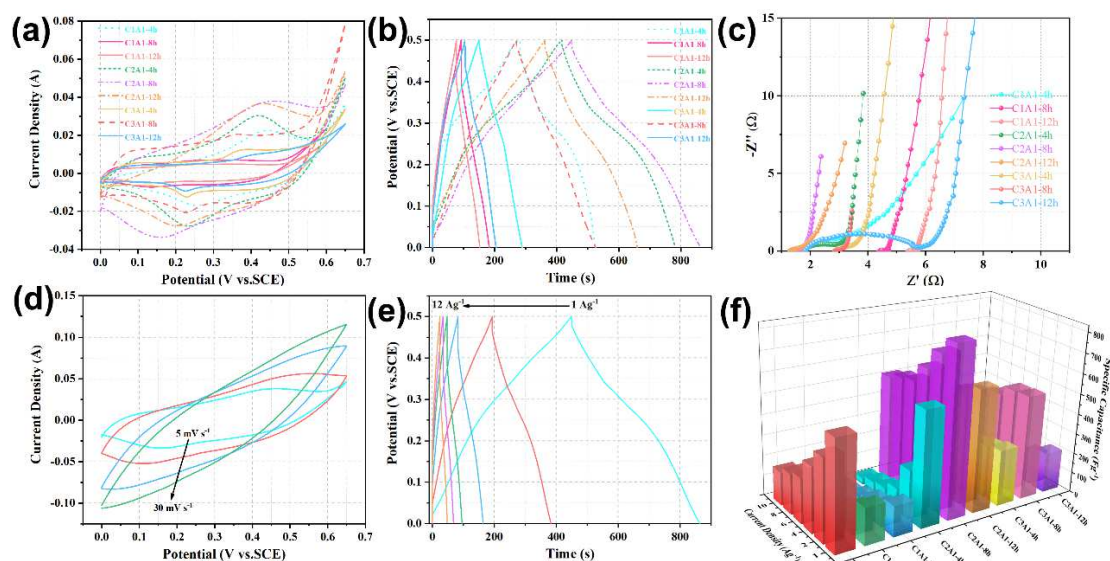 (a)
C1A1-4h
C1A1-8h
C1A1-12h
C2A1-4h
C2A1-8h
C2A1-12h
C3A1-4h
C3A1-8h
C3A1-12h
0.08
0.06
0.04
0.02
0.00
-0.02
-0.04
Current Density (A)
0.0 0.1 0.2 0.3 0.4 0.5 0.6 0.7
Potential (V vs.SCE)
(b)
C1A1-4h
C1A1-8h
C1A1-12h
C2A1-4h
C2A1-8h
C2A1-12h
C3A1-4h
C3A1-8h
C3A1-12h
0.5
0.4
0.3
0.2
0.1
0.0
Potential (V vs.SCE)
0 200 400 600 800
Time (s)
(c)
C1A1-4h
C1A1-8h
C1A1-12h
C2A1-4h
C2A1-8h
C2A1-12h
C3A1-4h
C3A1-8h
C3A1-12h
15
10
5
0
-Z'' (Ω)
2 4 6 8 10
Z' (Ω)
(d)
0.15
0.10
0.05
0.00
-0.05
-0.10
Current Density (A)
5 mV s⁻¹
30 mV s⁻¹
0.0 0.1 0.2 0.3 0.4 0.5 0.6 0.7
Potential (V vs.SCE)
(e)
12 Ag⁻¹
1 Ag⁻¹
0.5
0.4
0.3
0.2
0.1
0.0
Potential (V vs.SCE)
0 200 400 600 800
Time (s)
(f)
800
700
600
500
400
300
200
100
0
Specific Capacitance (Fg⁻¹)
Current Density (Ag⁻¹)
C2A1-4h
C2A1-8h
C2A1-12h
C3A1-4h
C3A1-8h
C3A1-12h